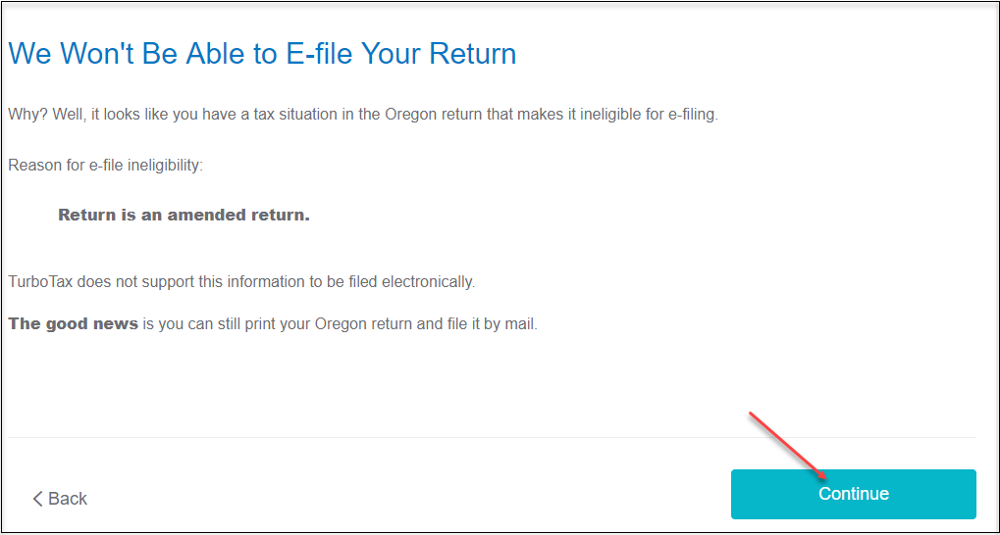 We Won't Be Able to E-file Your Return
Why? Well, it looks like you have a tax situation in the Oregon return that makes it ineligible for e-filing.
Reason for e-file ineligibility:
Return is an amended return.
TurboTax does not support this information to be filed electronically.
The good news is you can still print your Oregon return and file it by mail.
Back
Continue